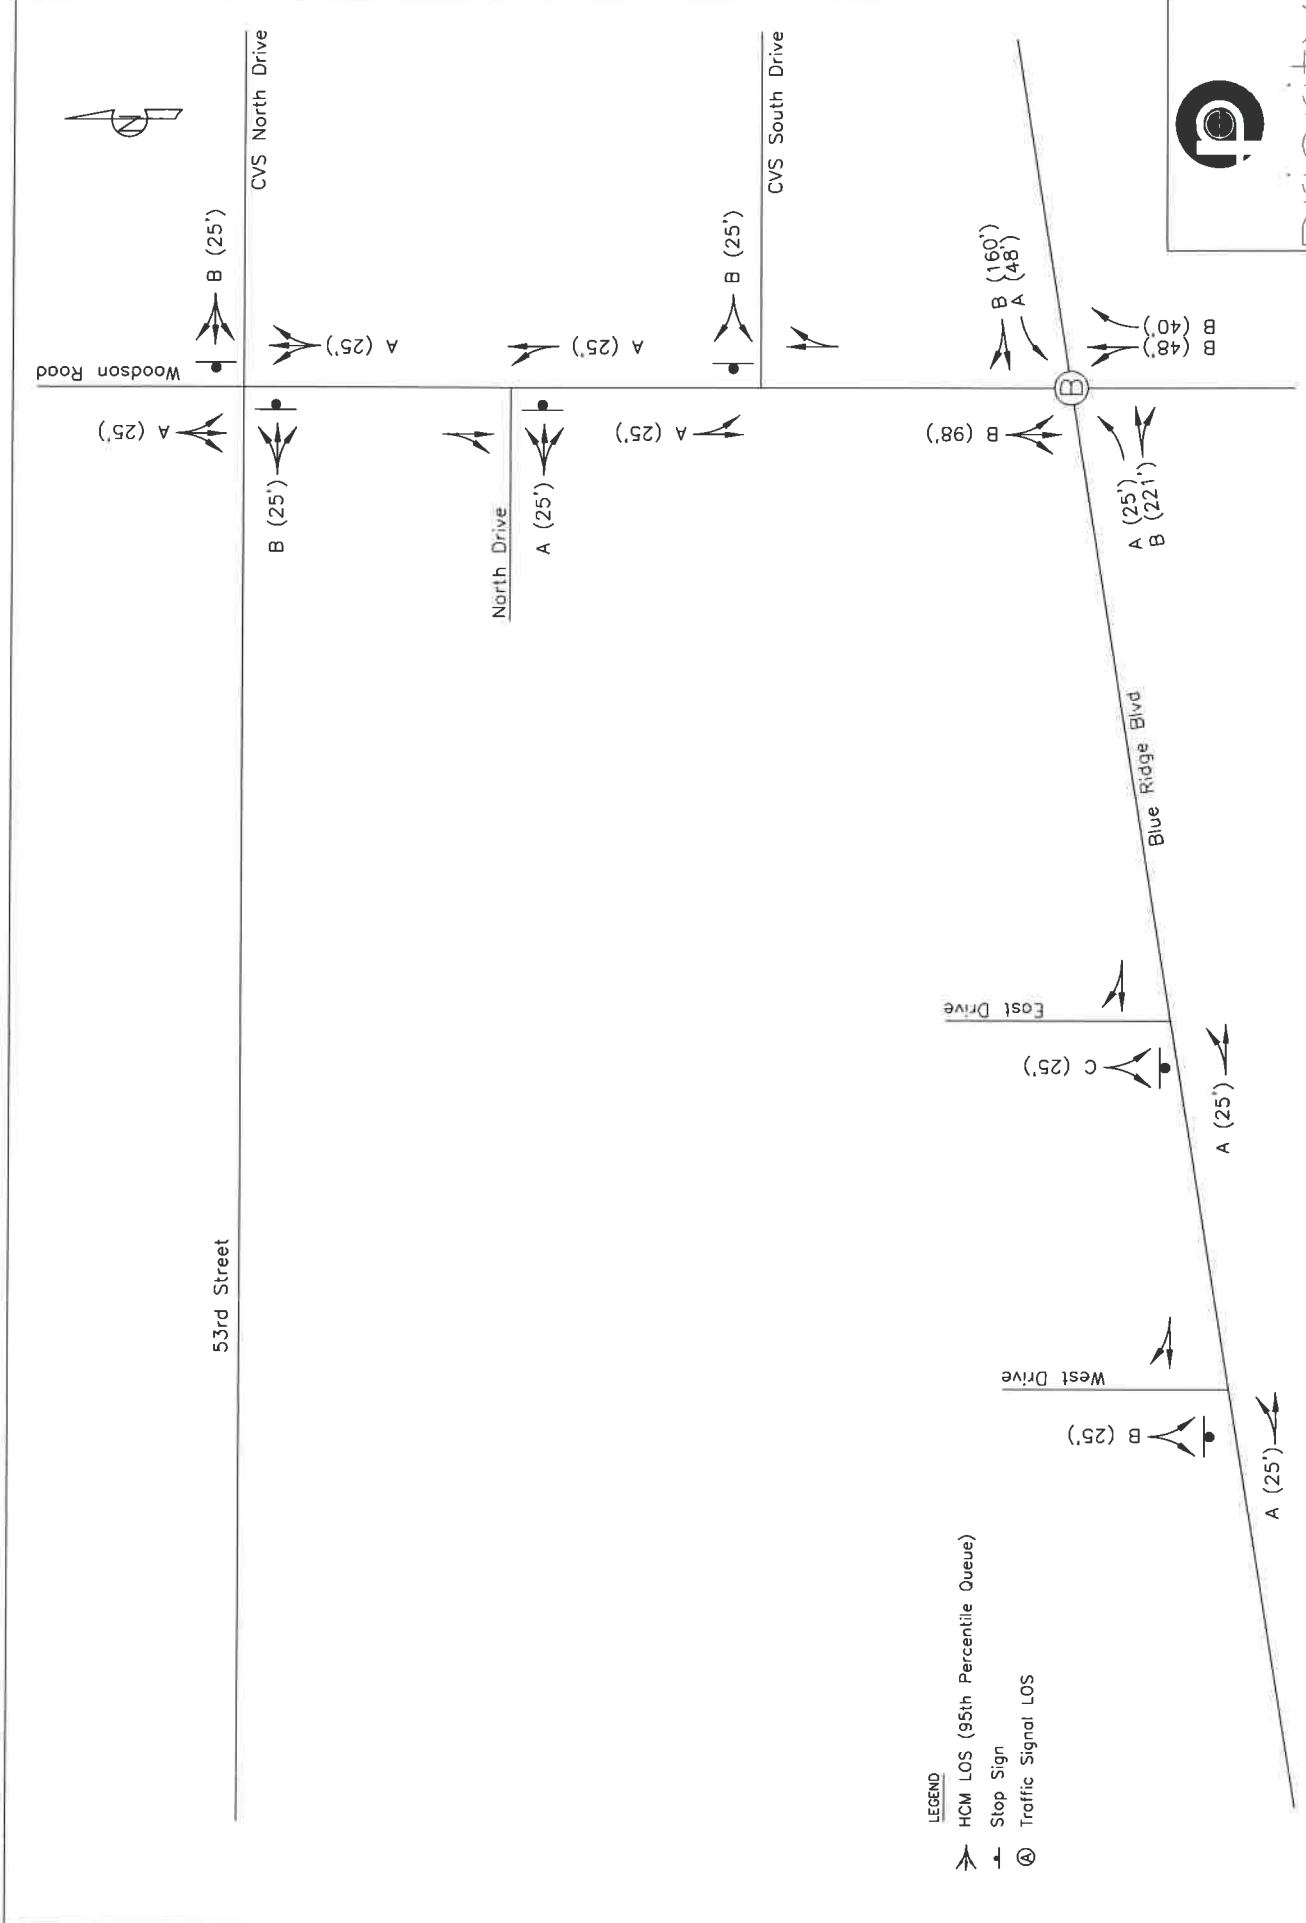 Woodson Road
CVS North Drive
A (25')
B (25')
B (25')
A (25')
North Drive
A (25')
A (25')
A (25')
B (25')
CVS South Drive
B (98')
B (160')
A (48')
B
A (25')
B (221')
B (48')
B (40')
53rd Street
Blue Ridge Blvd
East Drive
C (25')
A (25')
West Drive
B (25')
A (25')
LEGEND
HCM LOS (95th Percentile Queue)
Stop Sign
A Traffic Signal LOS
N